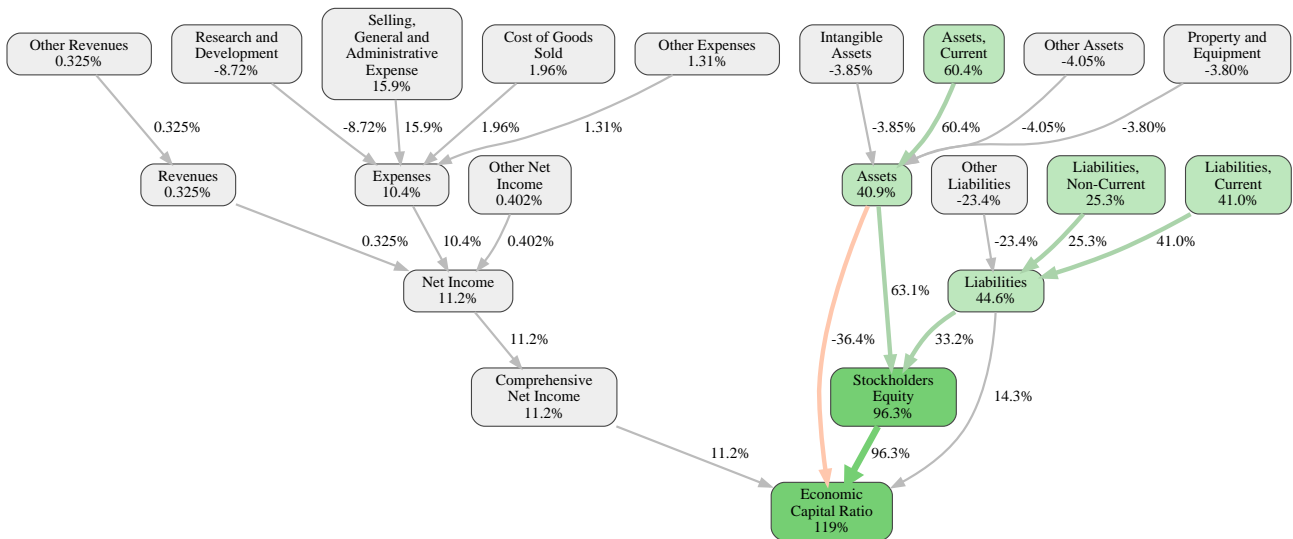 Other Revenues
0.325%
Research and
Development
-8.72%
Selling,
General and
Administrative
Expense
15.9%
Cost of Goods
Sold
1.96%
Other Expenses
1.31%
Intangible
Assets
-3.85%
Assets,
Current
60.4%
Other Assets
-4.05%
Property and
Equipment
-3.80%
0.325%
-8.72%
15.9%
1.96%
1.31%
-3.85%
60.4%
-4.05%
-3.80%
Revenues
0.325%
Expenses
10.4%
Other Net
Income
0.402%
Assets
40.9%
Other
Liabilities
-23.4%
Liabilities,
Non-Current
25.3%
Liabilities,
Current
41.0%
0.325%
10.4%
0.402%
-23.4%
25.3%
41.0%
Net Income
11.2%
63.1%
Liabilities
44.6%
11.2%
-36.4%
33.2%
Comprehensive
Net Income
11.2%
Stockholders
Equity
96.3%
14.3%
11.2%
96.3%
Economic
Capital Ratio
119%